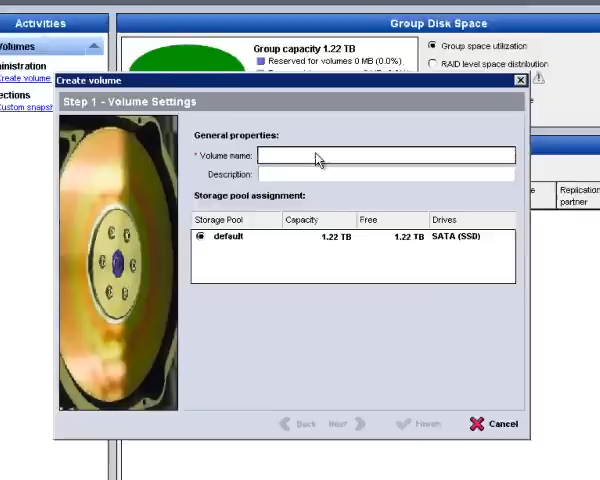 Activities
Group Disk Space
Volumes
Group capacity 1.22 TB
Reserved for volumes 0 MB (0.0%)
Group space utilization
RAID level space distribution
ministration
Create volume
ections
Custom snapsh
Replication
partner
Create volume
Step 1 - Volume Settings
General properties:
* Volume name:
Description:
Storage pool assignment:
Storage Pool Capacity Free Drives
default 1.22 TB 1.22 TB SATA (SSD)
Back Next Finish Cancel